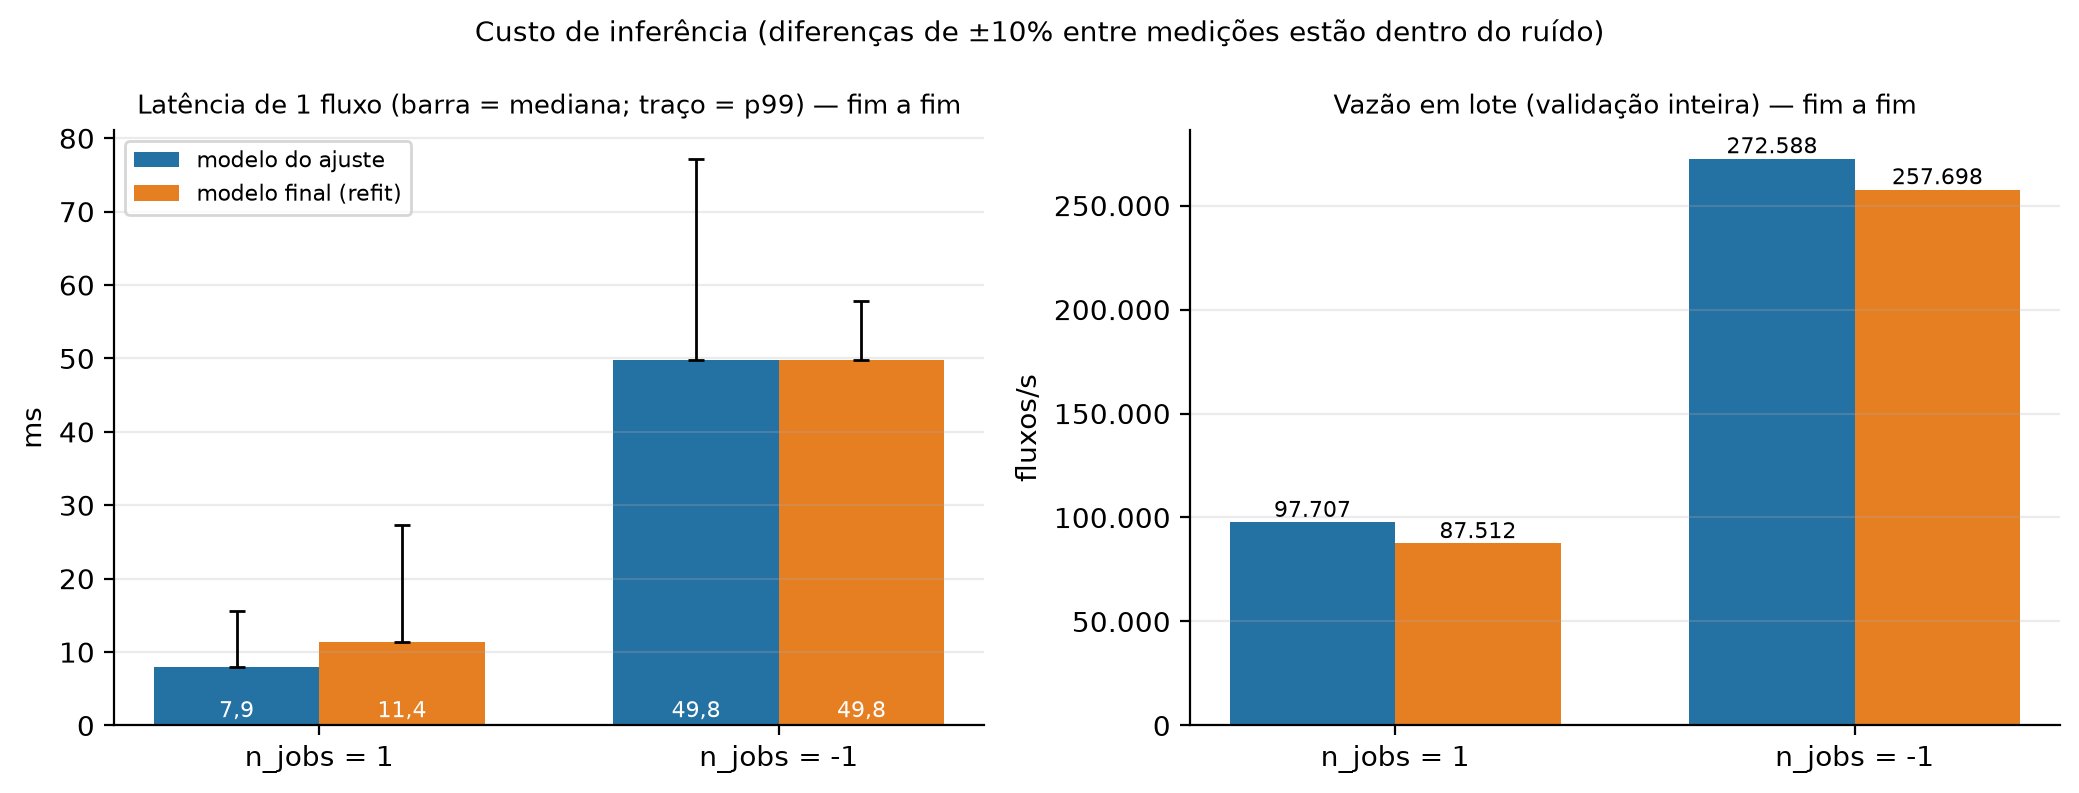 Custo de inferência (diferenças de ±10% entre medições estão dentro do ruído)
Latência de 1 fluxo (barra = mediana; traço = p99) — fim a fim
80
70
60
50
40
30
20
10
0
ms
modelo do ajuste
modelo final (refit)
7,9
11,4
49,8
49,8
n_jobs = 1
n_jobs = -1
Vazão em lote (validação inteira) — fim a fim
250.000
200.000
150.000
100.000
50.000
0
fluxos/s
97.707
87.512
272.588
257.698
n_jobs = 1
n_jobs = -1